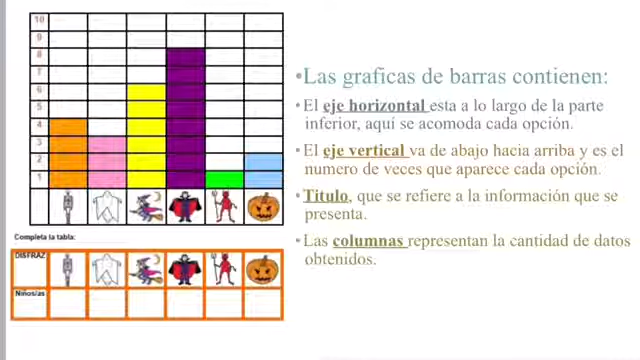 10
9
8
7
6
5
4
3
2
1
Completa la tabla:
DISFRAZ
Niños/as
•Las graficas de barras contienen:
•El eje horizontal esta a lo largo de la parte
inferior, aquí se acomoda cada opción.
•El eje vertical va de abajo hacia arriba y es el
numero de veces que aparece cada opción.
•Titulo, que se refiere a la información que se
presenta.
•Las columnas representan la cantidad de datos
obtenidos.